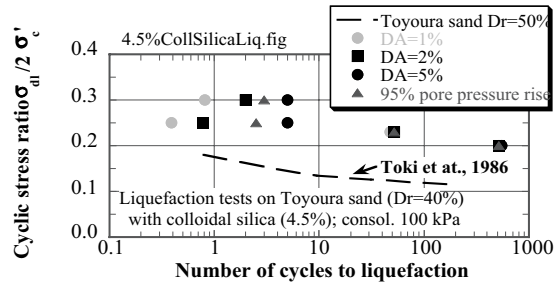 4.5%CollSilicaLiq.fig
Toyoura sand Dr=50%
DA=1%
DA=2%
DA=5%
95% pore pressure rise
Cyclic stress ratioσdl/2 σ'c
0.4
0.3
0.2
0.1
0
Toki et at., 1986
Liquefaction tests on Toyoura sand (Dr=40%)
with colloidal silica (4.5%); consol. 100 kPa
0.1
1
10
100
1000
Number of cycles to liquefaction